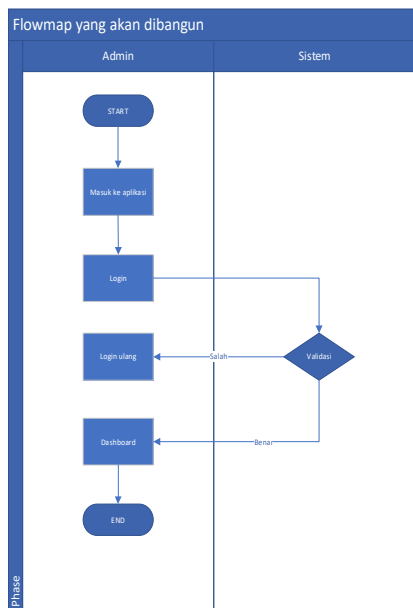 Flowmap yang akan dibangun
Admin
Sistem
START
Masuk ke aplikasi
Login
Login ulang
Salah
Validasi
Dashboard
Benar
END
Phase